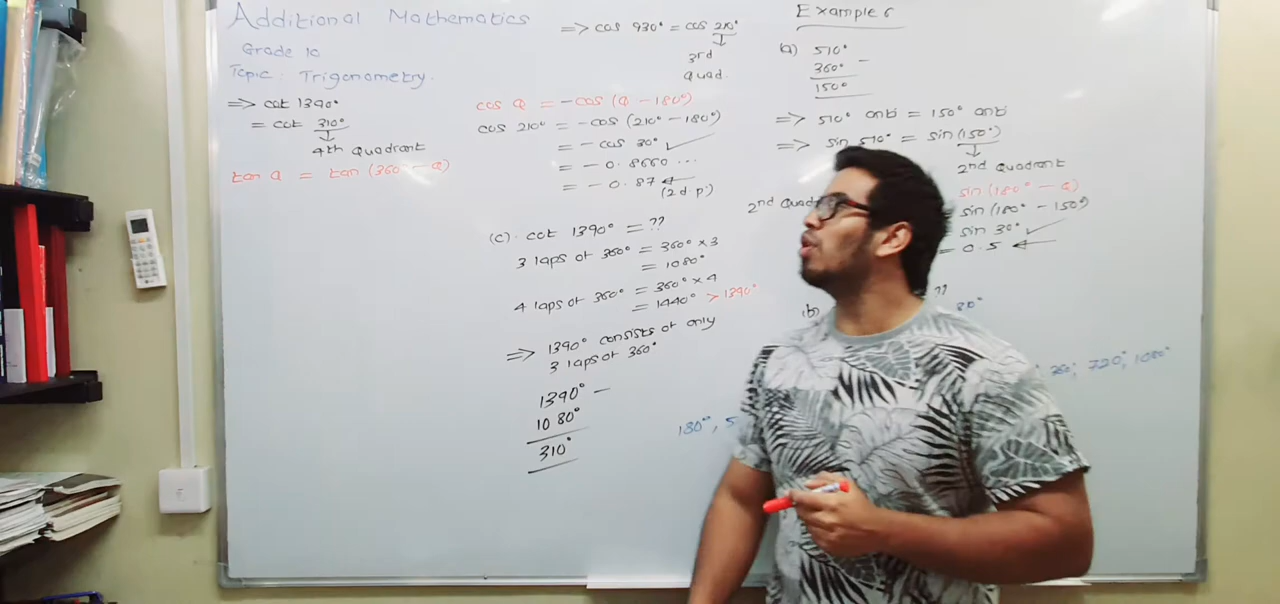 Additional Mathematics
Grade 10
Topic: Trigonometry.
=> cot 1390°
= cot 310°
4th Quadrant
tan Q = tan (360° - Q)
=> cos 930° = cos 210°
3rd
quad.
cos Q = -cos (Q - 180°)
cos 210° = -cos (210° - 180°)
= -cos 30°
= -0.8660 ...
= -0.87
(2 d.p.)
(c). cot 1390° = ??
3 laps of 360° = 360° × 3
= 1080°
4 laps of 360° = 360° × 4
= 1440° > 1390°
=> 1390° consists of only
3 laps of 360°
1390° -
1080°
310°
180°, 5
Example 6
(a) 510°
360° -
150°
=> 510° anti = 150° anti
=> sin 510° = sin (150°)
2nd Quadrant
2nd
sin (180° - Q)
sin (180° - 150°)
sin 30°
= 0.5
(b)
??
360°, 720°, 1080°